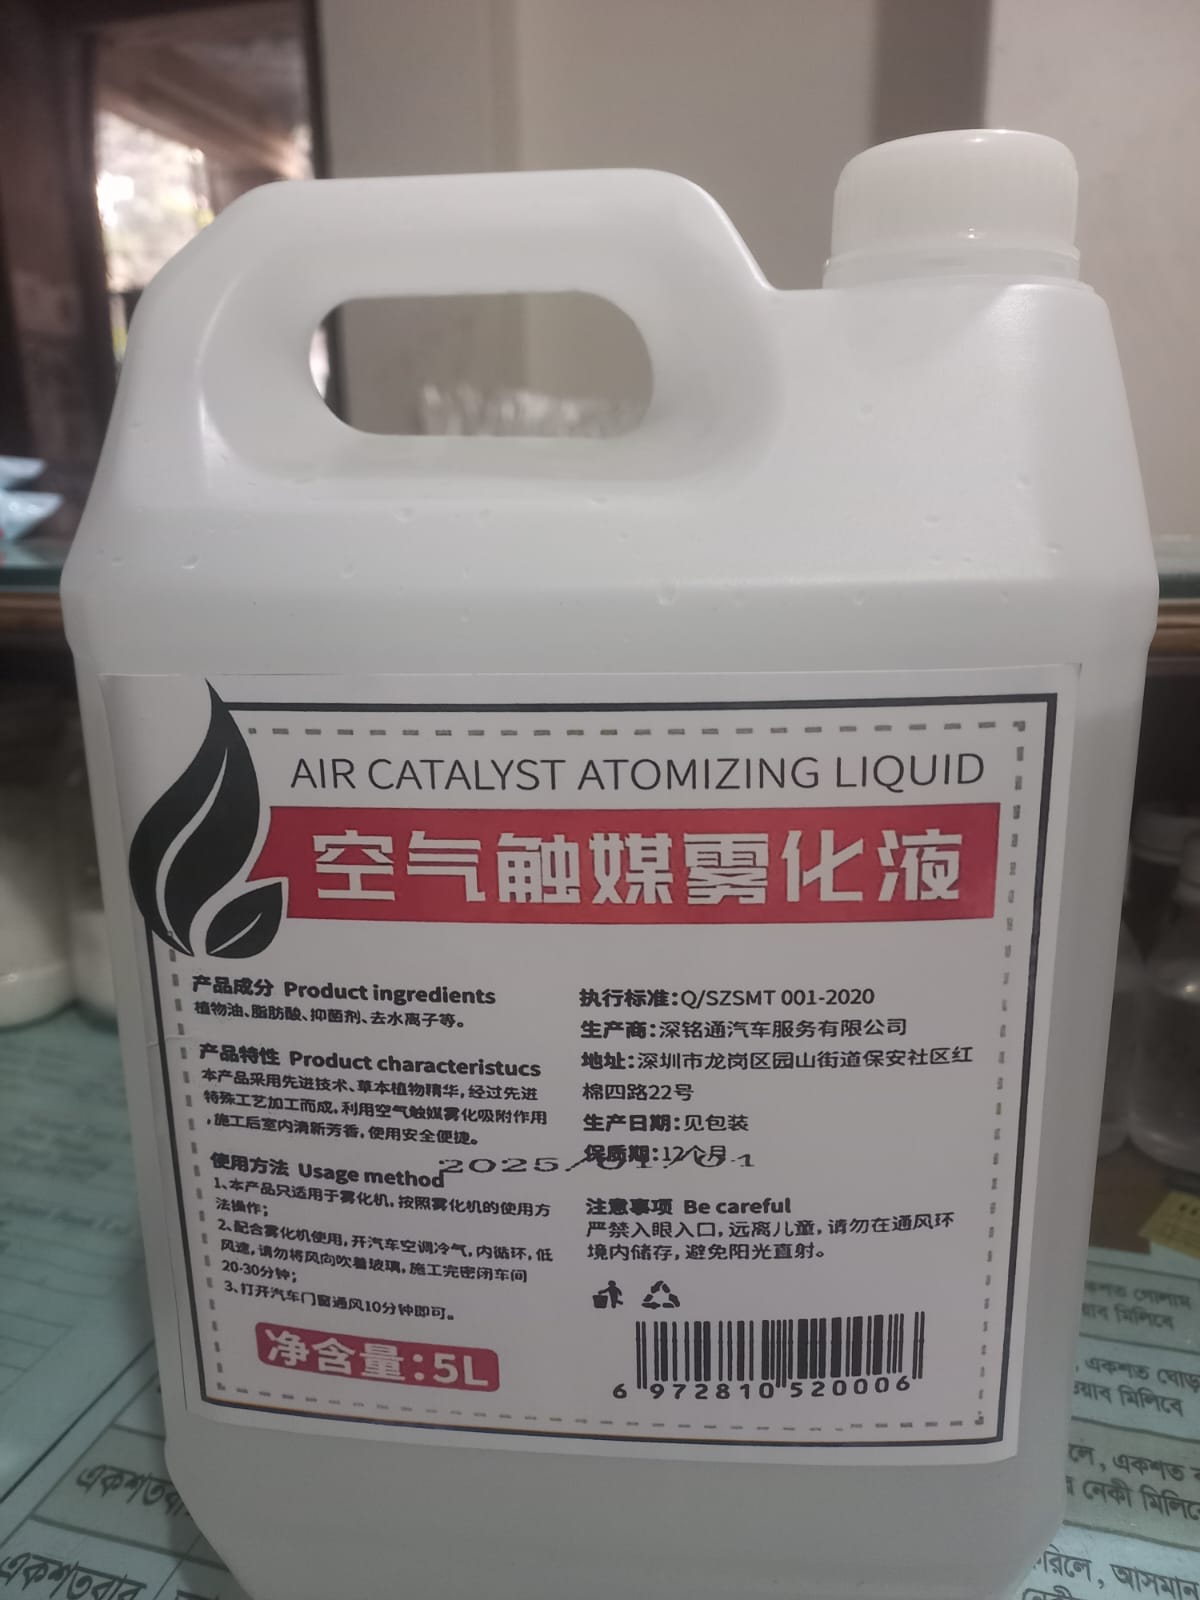 AIR CATALYST ATOMIZING LIQUID
空气触媒雾化液
产品成分 Product ingredients
植物油、脂肪酸、抑菌剂、去水离子等。
产品特性 Product characteristucs
本产品采用先进技术、草本植物精华，经过先进
特殊工艺加工而成，利用空气触媒雾化吸附作用
，施工后室内清新芳香，使用安全便捷。
使用方法 Usage method
1、本产品只适用于雾化机，按照雾化机的使用方
法操作；
2、配合雾化机使用，开汽车空调冷气，内循环，低
风速，请勿将风向吹着玻璃，施工完密闭车间
20-30分钟；
3、打开汽车门窗通风10分钟即可。
净含量：5L
执行标准：Q/SZSMT 001-2020
生产商：深铭通汽车服务有限公司
地址：深圳市龙岗区园山街道保安社区红
棉四路22号
生产日期：见包装
保质期：12个月
2025/01/01
注意事项 Be careful
严禁入眼入口，远离儿童，请勿在通风环
境内储存，避免阳光直射。
6 972810 520006
একশতবার
একশতবার
মিলিবে
, একশত
মিলিবে
লে, একশত
নেকী মিলিবে
, আসমান